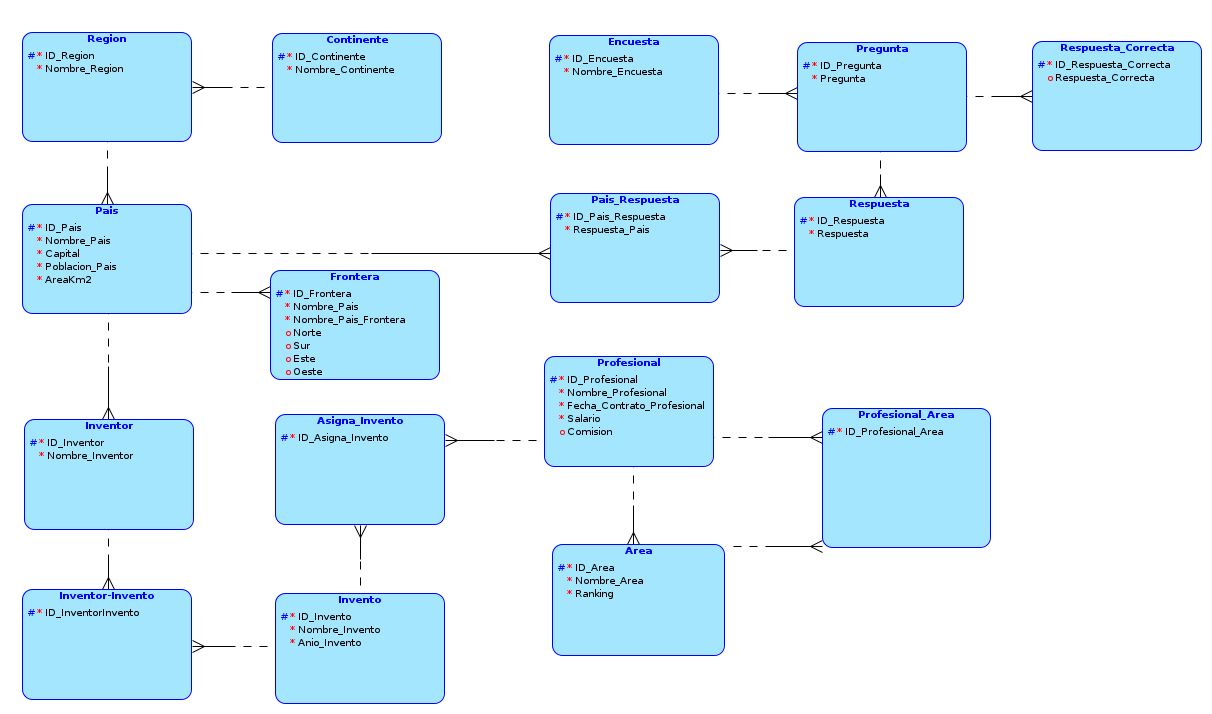 Region
#* ID_Region
* Nombre_Region
Continente
#* ID_Continente
* Nombre_Continente
Encuesta
#* ID_Encuesta
* Nombre_Encuesta
Pregunta
#* ID_Pregunta
* Pregunta
Respuesta_Correcta
#* ID_Respuesta_Correcta
o Respuesta_Correcta
Pais
#* ID_Pais
* Nombre_Pais
* Capital
* Poblacion_Pais
* AreaKm2
Pais_Respuesta
#* ID_Pais_Respuesta
* Respuesta_Pais
Respuesta
#* ID_Respuesta
* Respuesta
Frontera
#* ID_Frontera
* Nombre_Pais
* Nombre_Pais_Frontera
o Norte
o Sur
o Este
o Oeste
Profesional
#* ID_Profesional
* Nombre_Profesional
* Fecha_Contrato_Profesional
* Salario
o Comision
Profesional_Area
#* ID_Profesional_Area
Inventor
#* ID_Inventor
* Nombre_Inventor
Asigna_Invento
#* ID_Asigna_Invento
Area
#* ID_Area
* Nombre_Area
* Ranking
Inventor-Invento
#* ID_InventorInvento
Invento
#* ID_Invento
* Nombre_Invento
* Anio_Invento